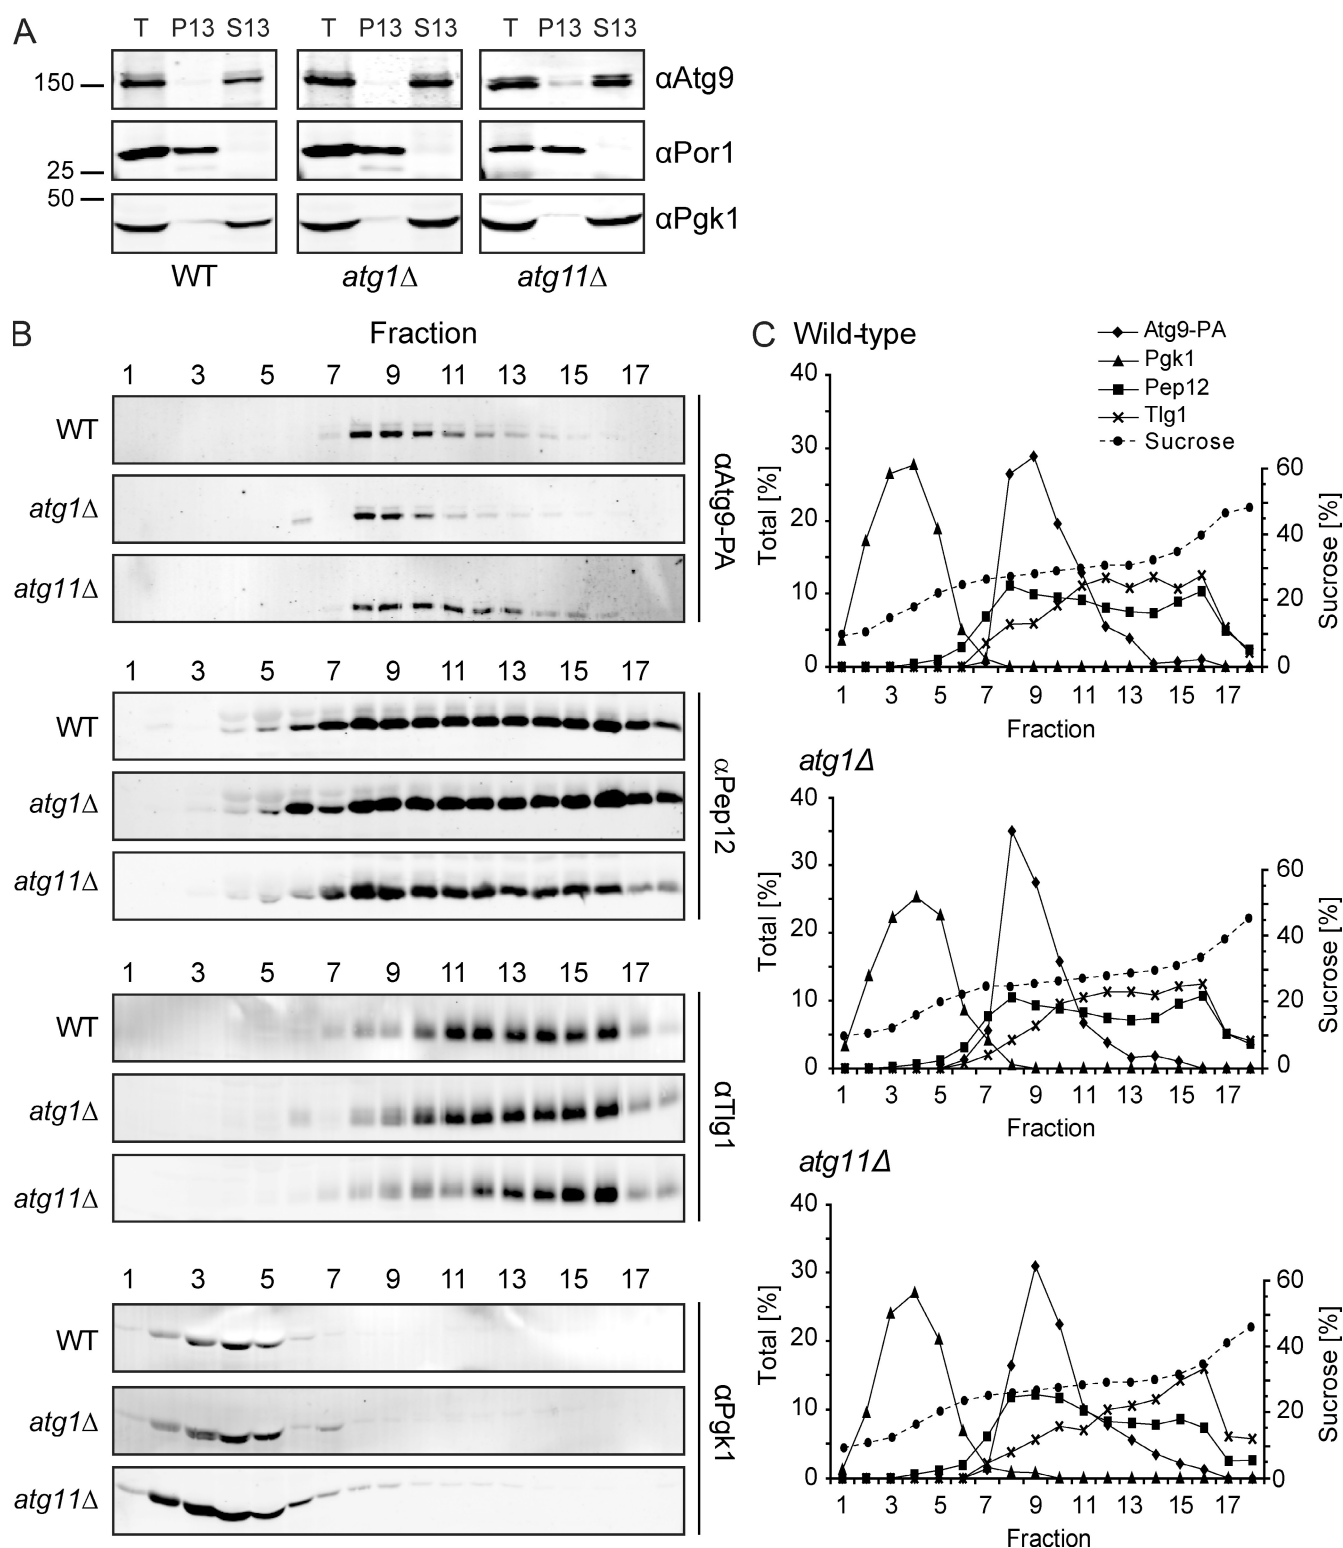 A
T P13 S13 T P13 S13 T P13 S13
150 αAtg9
25 αPor1
50 αPgk1
WT atg1Δ atg11Δ
B Fraction
1 3 5 7 9 11 13 15 17
WT
atg1Δ
atg11Δ
αAtg9-PA
1 3 5 7 9 11 13 15 17
WT
atg1Δ
atg11Δ
αPep12
1 3 5 7 9 11 13 15 17
WT
atg1Δ
atg11Δ
αTlg1
1 3 5 7 9 11 13 15 17
WT
atg1Δ
atg11Δ
αPgk1
C Wild-type
Atg9-PA
Pgk1
Pep12
Tlg1
Sucrose
Total [%]
40
30
20
10
0
Sucrose [%]
60
40
20
0
1 3 5 7 9 11 13 15 17
Fraction
atg1Δ
Total [%]
40
30
20
10
0
Sucrose [%]
60
40
20
0
1 3 5 7 9 11 13 15 17
Fraction
atg11Δ
Total [%]
40
30
20
10
0
Sucrose [%]
60
40
20
0
1 3 5 7 9 11 13 15 17
Fraction